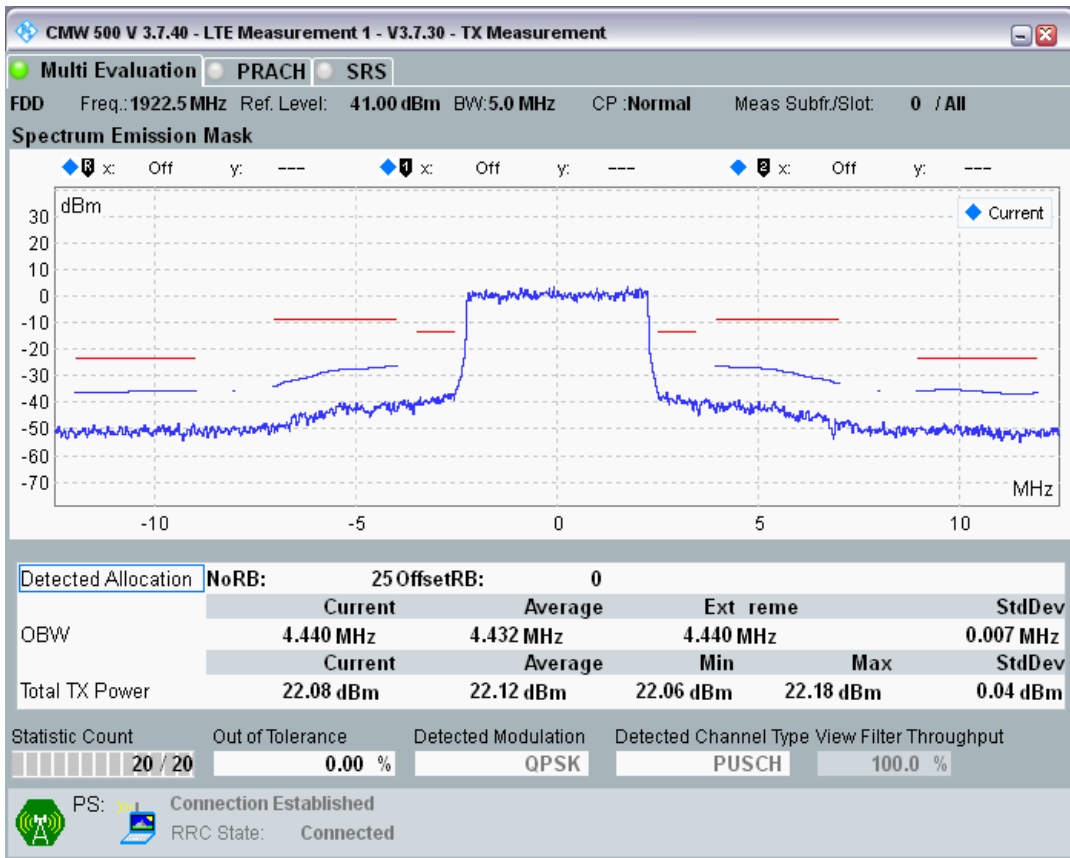 CMW 500 V 3.7.40 - LTE Measurement 1 - V3.7.30 - TX Measurement
Multi Evaluation PRACH SRS
FDD Freq.:1922.5 MHz Ref. Level: 41.00 dBm BW:5.0 MHz CP :Normal Meas Subfr./Slot: 0 / All
Spectrum Emission Mask
R x: Off y: --- 1 x: Off y: --- 2 x: Off y: ---
dBm
Current
30
20
10
0
-10
-20
-30
-40
-50
-60
-70
MHz
-10 -5 0 5 10
Detected Allocation NoRB: 25 OffsetRB: 0
Current Average Ext reme StdDev
OBW 4.440 MHz 4.432 MHz 4.440 MHz 0.007 MHz
Current Average Min Max StdDev
Total TX Power 22.08 dBm 22.12 dBm 22.06 dBm 22.18 dBm 0.04 dBm
Statistic Count Out of Tolerance Detected Modulation Detected Channel Type View Filter Throughput
20 / 20 0.00 % QPSK PUSCH 100.0 %
PS: Connection Established
RRC State: Connected